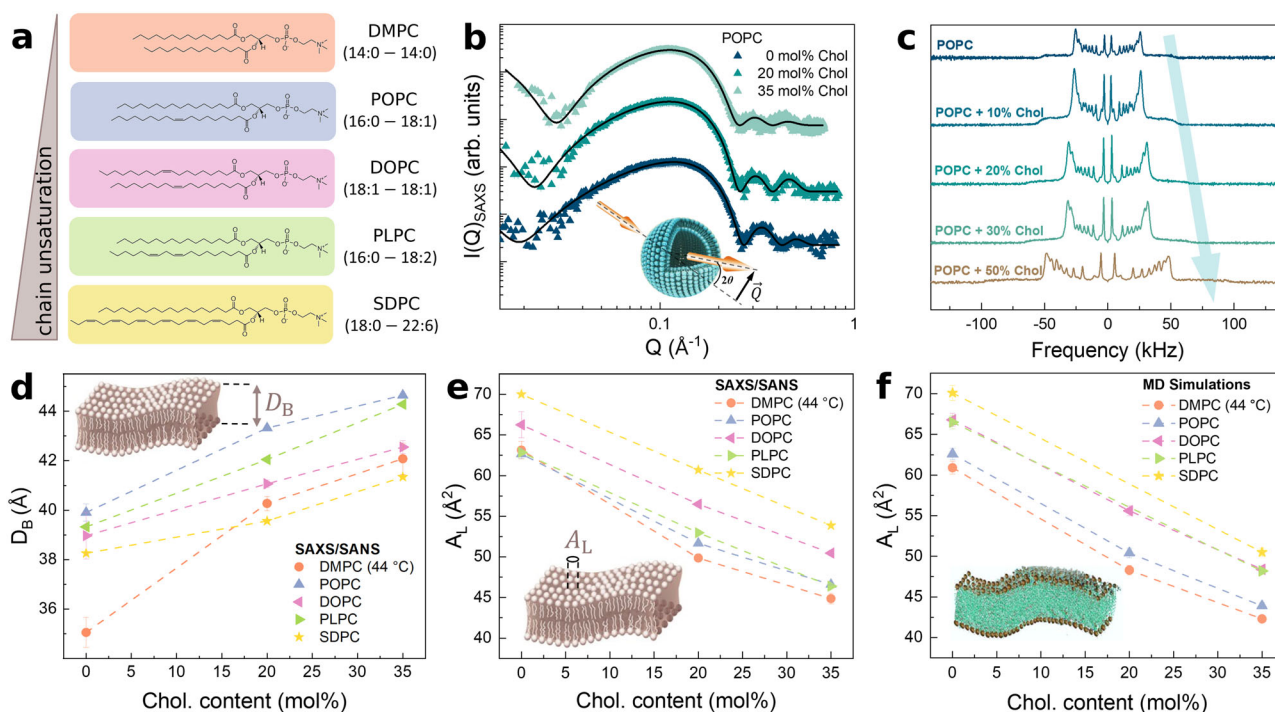 a
chain unsaturation
DMPC
(14:0 – 14:0)
POPC
(16:0 – 18:1)
DOPC
(18:1 – 18:1)
PLPC
(16:0 – 18:2)
SDPC
(18:0 – 22:6)
b
POPC
0 mol% Chol
20 mol% Chol
35 mol% Chol
I(Q)SAXS (arb. units)
2θ
Q
0.1
1
Q (Å-1)
c
POPC
POPC + 10% Chol
POPC + 20% Chol
POPC + 30% Chol
POPC + 50% Chol
-100
-50
0
50
100
Frequency (kHz)
d
DB
44
42
40
38
36
DB (Å)
SAXS/SANS
DMPC (44 °C)
POPC
DOPC
PLPC
SDPC
0
5
10
15
20
25
30
35
Chol. content (mol%)
e
SAXS/SANS
DMPC (44 °C)
POPC
DOPC
PLPC
SDPC
70
65
60
55
50
45
40
AL (Å2)
AL
0
5
10
15
20
25
30
35
Chol. content (mol%)
f
MD Simulations
DMPC (44 °C)
POPC
DOPC
PLPC
SDPC
70
65
60
55
50
45
40
AL (Å2)
0
5
10
15
20
25
30
35
Chol. content (mol%)